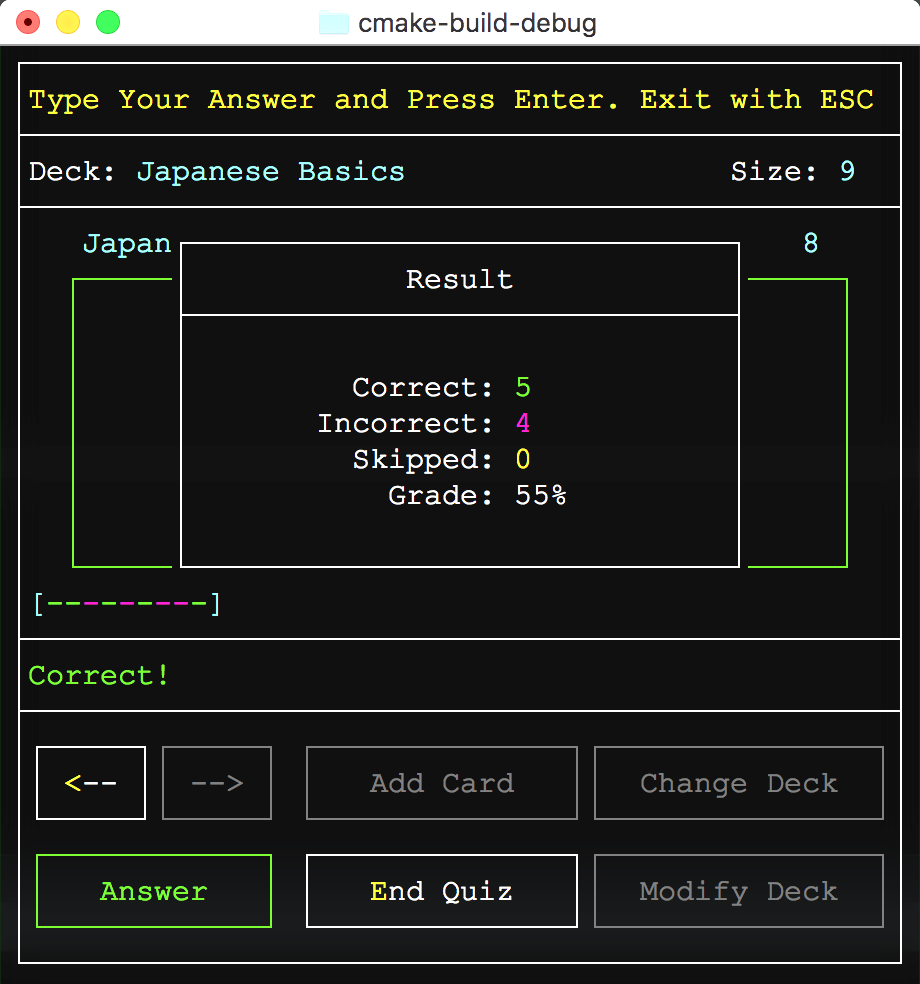 cmake-build-debug
Type Your Answer and Press Enter. Exit with ESC
Deck: Japanese Basics Size: 9
Japan 8
Result
Correct: 5
Incorrect: 4
Skipped: 0
Grade: 55%
[---------]
Correct!
<-- --> Add Card Change Deck
Answer End Quiz Modify Deck